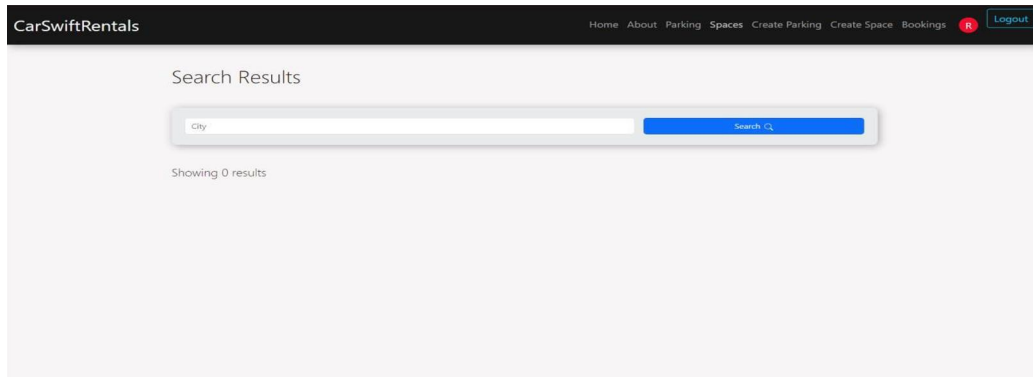 CarSwiftRentals
Home About Parking Spaces Create Parking Create Space Bookings R Logout
Search Results
City
Search
Showing 0 results